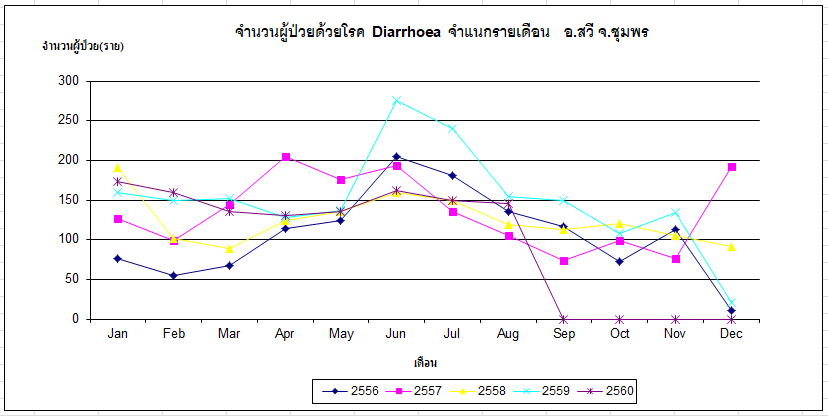 จำนวนผู้ป่วยด้วยโรค Diarrhoea จำแนกรายเดือน อ.สวี จ.ชุมพร
จำนวนผู้ป่วย(ราย)
300
250
200
150
100
50
0
Jan Feb Mar Apr May Jun Jul Aug Sep Oct Nov Dec
เดือน
2556 2557 2558 2559 2560